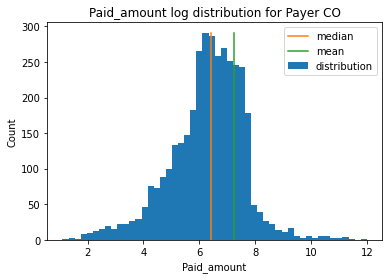 Paid_amount log distribution for Payer CO
300
250
200
150
100
50
0
Count
median
mean
distribution
2 4 6 8 10 12
Paid_amount